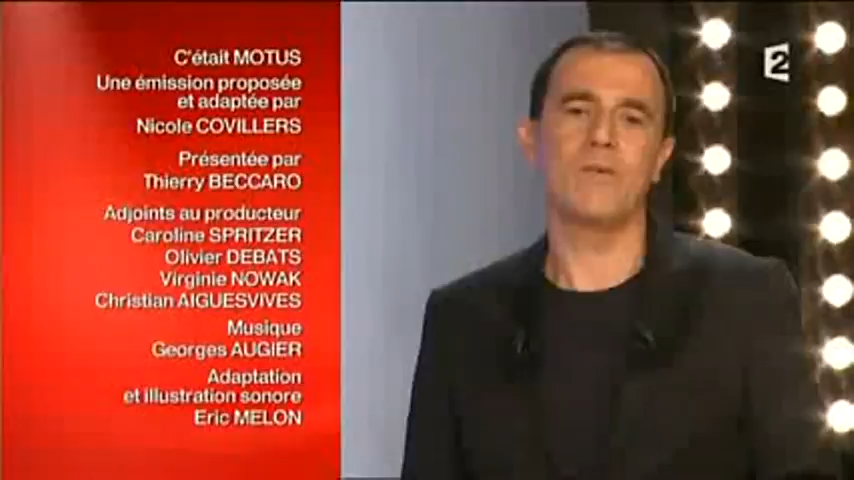 C'était MOTUS
Une émission proposée
et adaptée par
Nicole COVILLERS
Présentée par
Thierry BECCARO
Adjoints au producteur
Caroline SPRITZER
Olivier DEBATS
Virginie NOWAK
Christian AIGUESVIVES
Musique
Georges AUGIER
Adaptation
et illustration sonore
Eric MELON
2